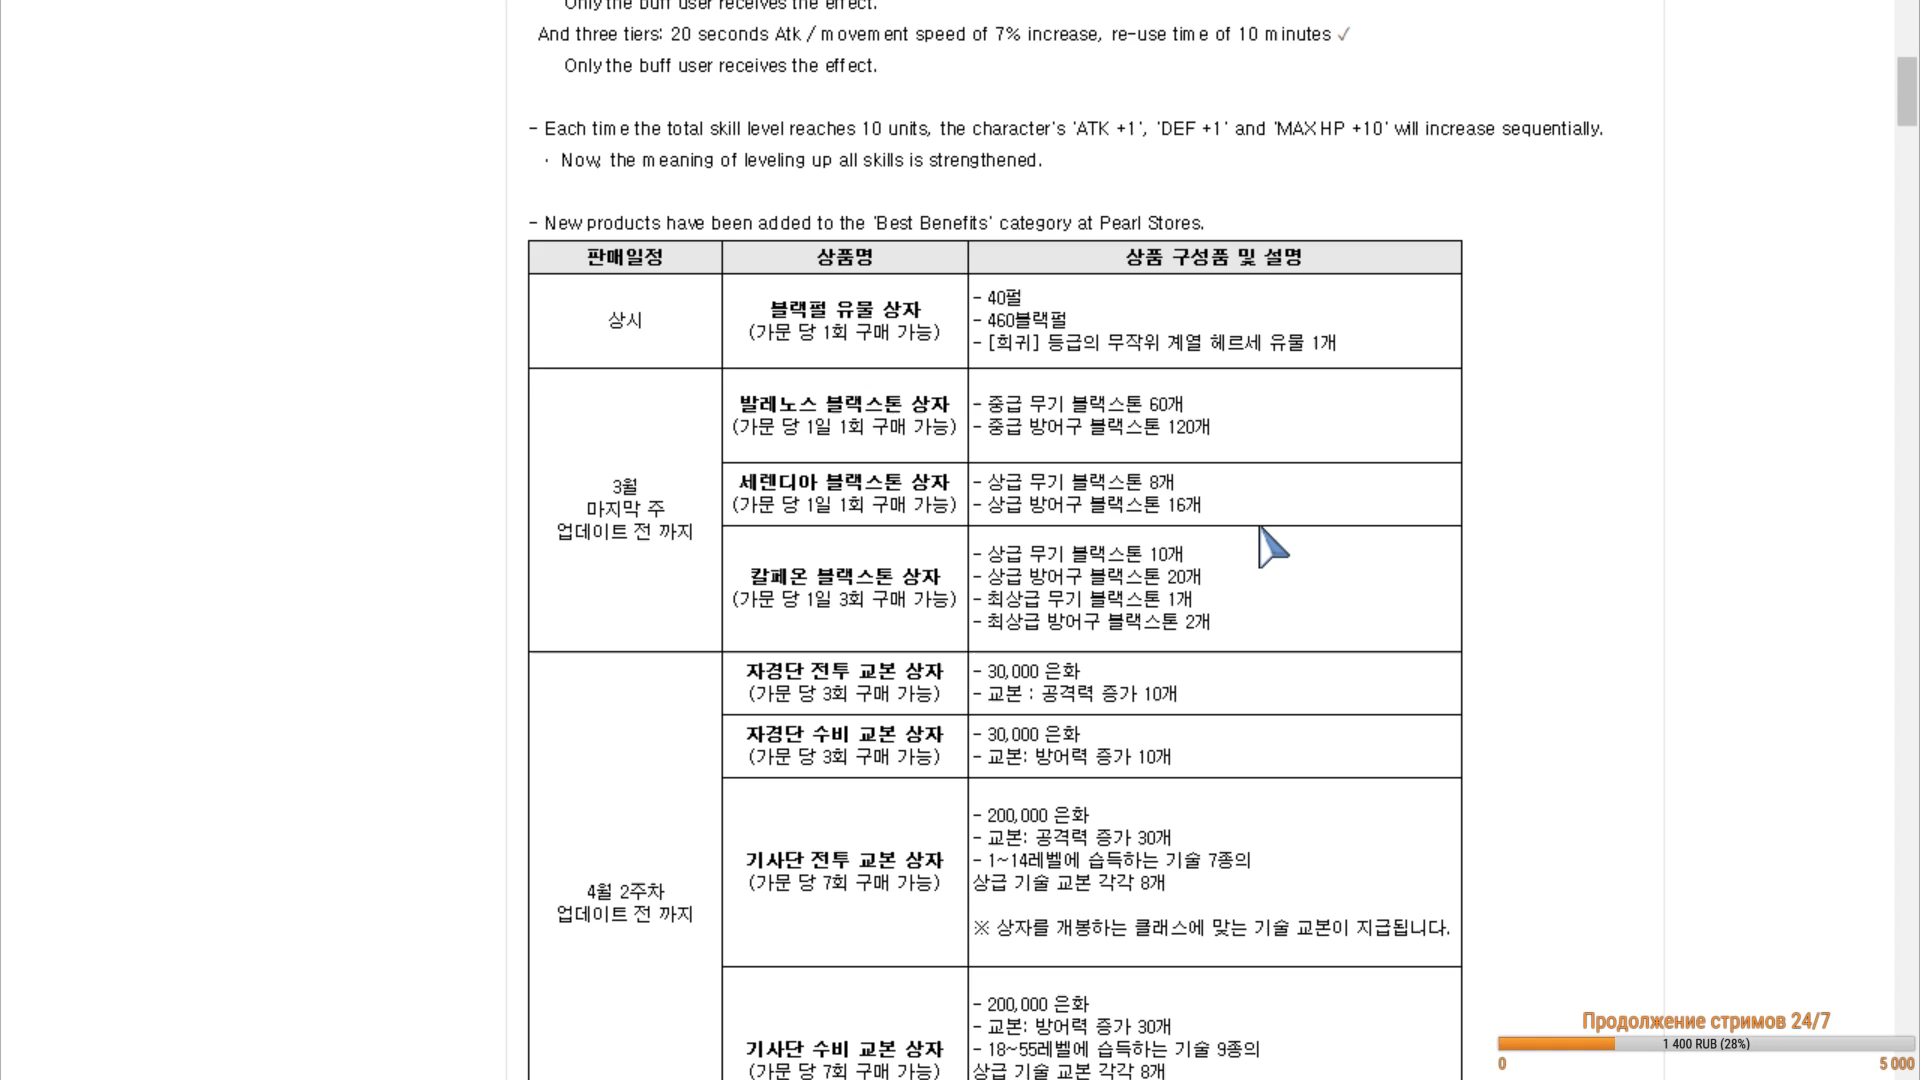 Only the buff user receives the effect.
And three tiers: 20 seconds Atk / movement speed of 7% increase, re-use time of 10 minutes ✓
Only the buff user receives the effect.
- Each time the total skill level reaches 10 units, the character's 'ATK +1', 'DEF +1' and 'MAX HP +10' will increase sequentially.
· Now, the meaning of leveling up all skills is strengthened.
- New products have been added to the 'Best Benefits' category at Pearl Stores.
판매일정
상품명
상품 구성품 및 설명
상시
블랙펄 유물 상자
(가문 당 1회 구매 가능)
- 40펄
- 460블랙펄
- [희귀] 등급의 무작위 계열 헤르세 유물 1개
3월
마지막 주
업데이트 전 까지
발레노스 블랙스톤 상자
(가문 당 1일 1회 구매 가능)
- 중급 무기 블랙스톤 60개
- 중급 방어구 블랙스톤 120개
세렌디아 블랙스톤 상자
(가문 당 1일 1회 구매 가능)
- 상급 무기 블랙스톤 8개
- 상급 방어구 블랙스톤 16개
칼페온 블랙스톤 상자
(가문 당 1일 3회 구매 가능)
- 상급 무기 블랙스톤 10개
- 상급 방어구 블랙스톤 20개
- 최상급 무기 블랙스톤 1개
- 최상급 방어구 블랙스톤 2개
4월 2주차
업데이트 전 까지
자경단 전투 교본 상자
(가문 당 3회 구매 가능)
- 30,000 은화
- 교본 : 공격력 증가 10개
자경단 수비 교본 상자
(가문 당 3회 구매 가능)
- 30,000 은화
- 교본: 방어력 증가 10개
기사단 전투 교본 상자
(가문 당 7회 구매 가능)
- 200,000 은화
- 교본: 공격력 증가 30개
- 1~14레벨에 습득하는 기술 7종의
상급 기술 교본 각각 8개
※ 상자를 개봉하는 클래스에 맞는 기술 교본이 지급됩니다.
기사단 수비 교본 상자
(가문 당 7회 구매 가능)
- 200,000 은화
- 교본: 방어력 증가 30개
- 18~55레벨에 습득하는 기술 9종의
상급 기술 교본 각각 8개
Продолжение стримов 24/7
1 400 RUB (28%)
0
5 000